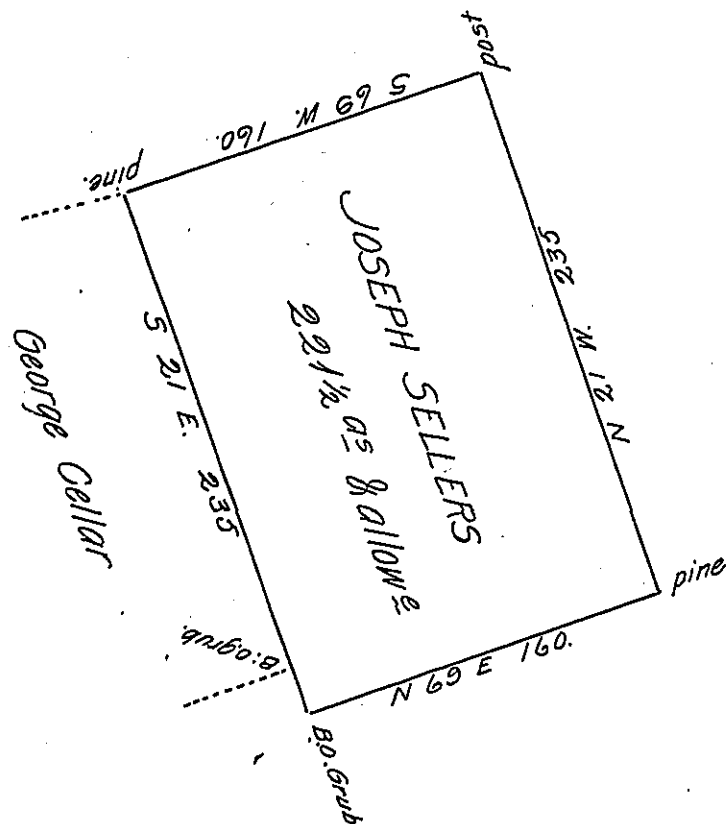 post
S 69 W. 160.
pine.
N 21 W. 235
JOSEPH SELLERS
221½ as & allowe
S 21 E. 235
George Cellar
pine
N 69 E 160.
B:o.grub.
B.O. Grub